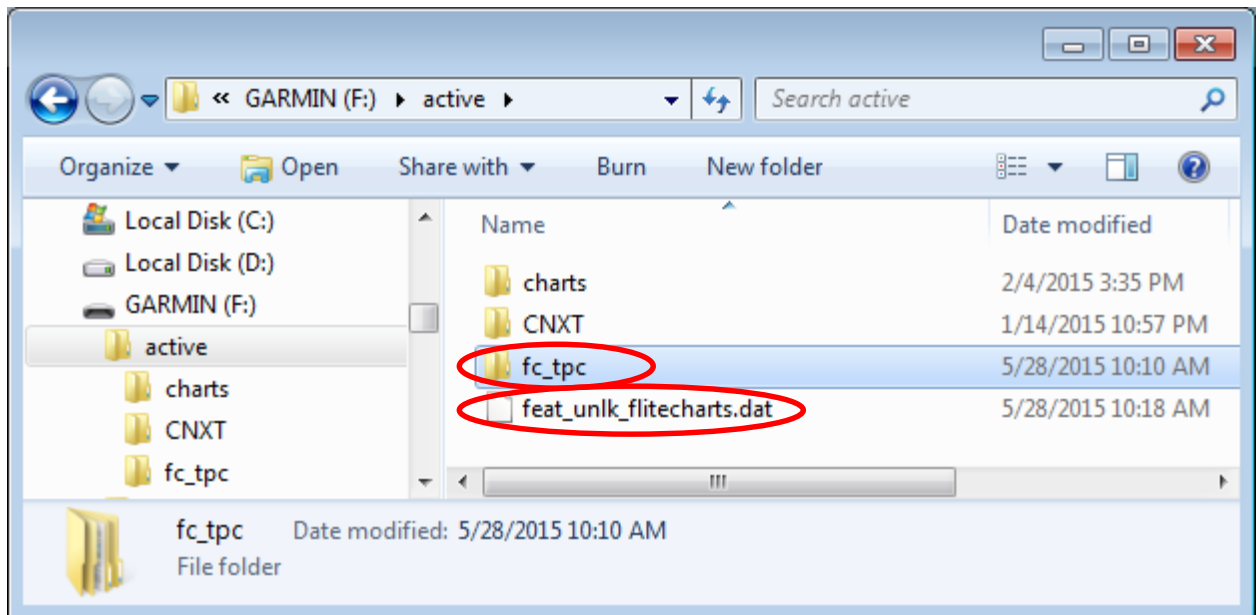 « GARMIN (F:) ▸ active ▸ Search active
Organize Open Share with Burn New folder
Local Disk (C:)
Local Disk (D:)
GARMIN (F:)
active
charts
CNXT
fc_tpc
Name Date modified
charts 2/4/2015 3:35 PM
CNXT 1/14/2015 10:57 PM
fc_tpc 5/28/2015 10:10 AM
feat_unlk_flitecharts.dat 5/28/2015 10:18 AM
fc_tpc Date modified: 5/28/2015 10:10 AM
File folder